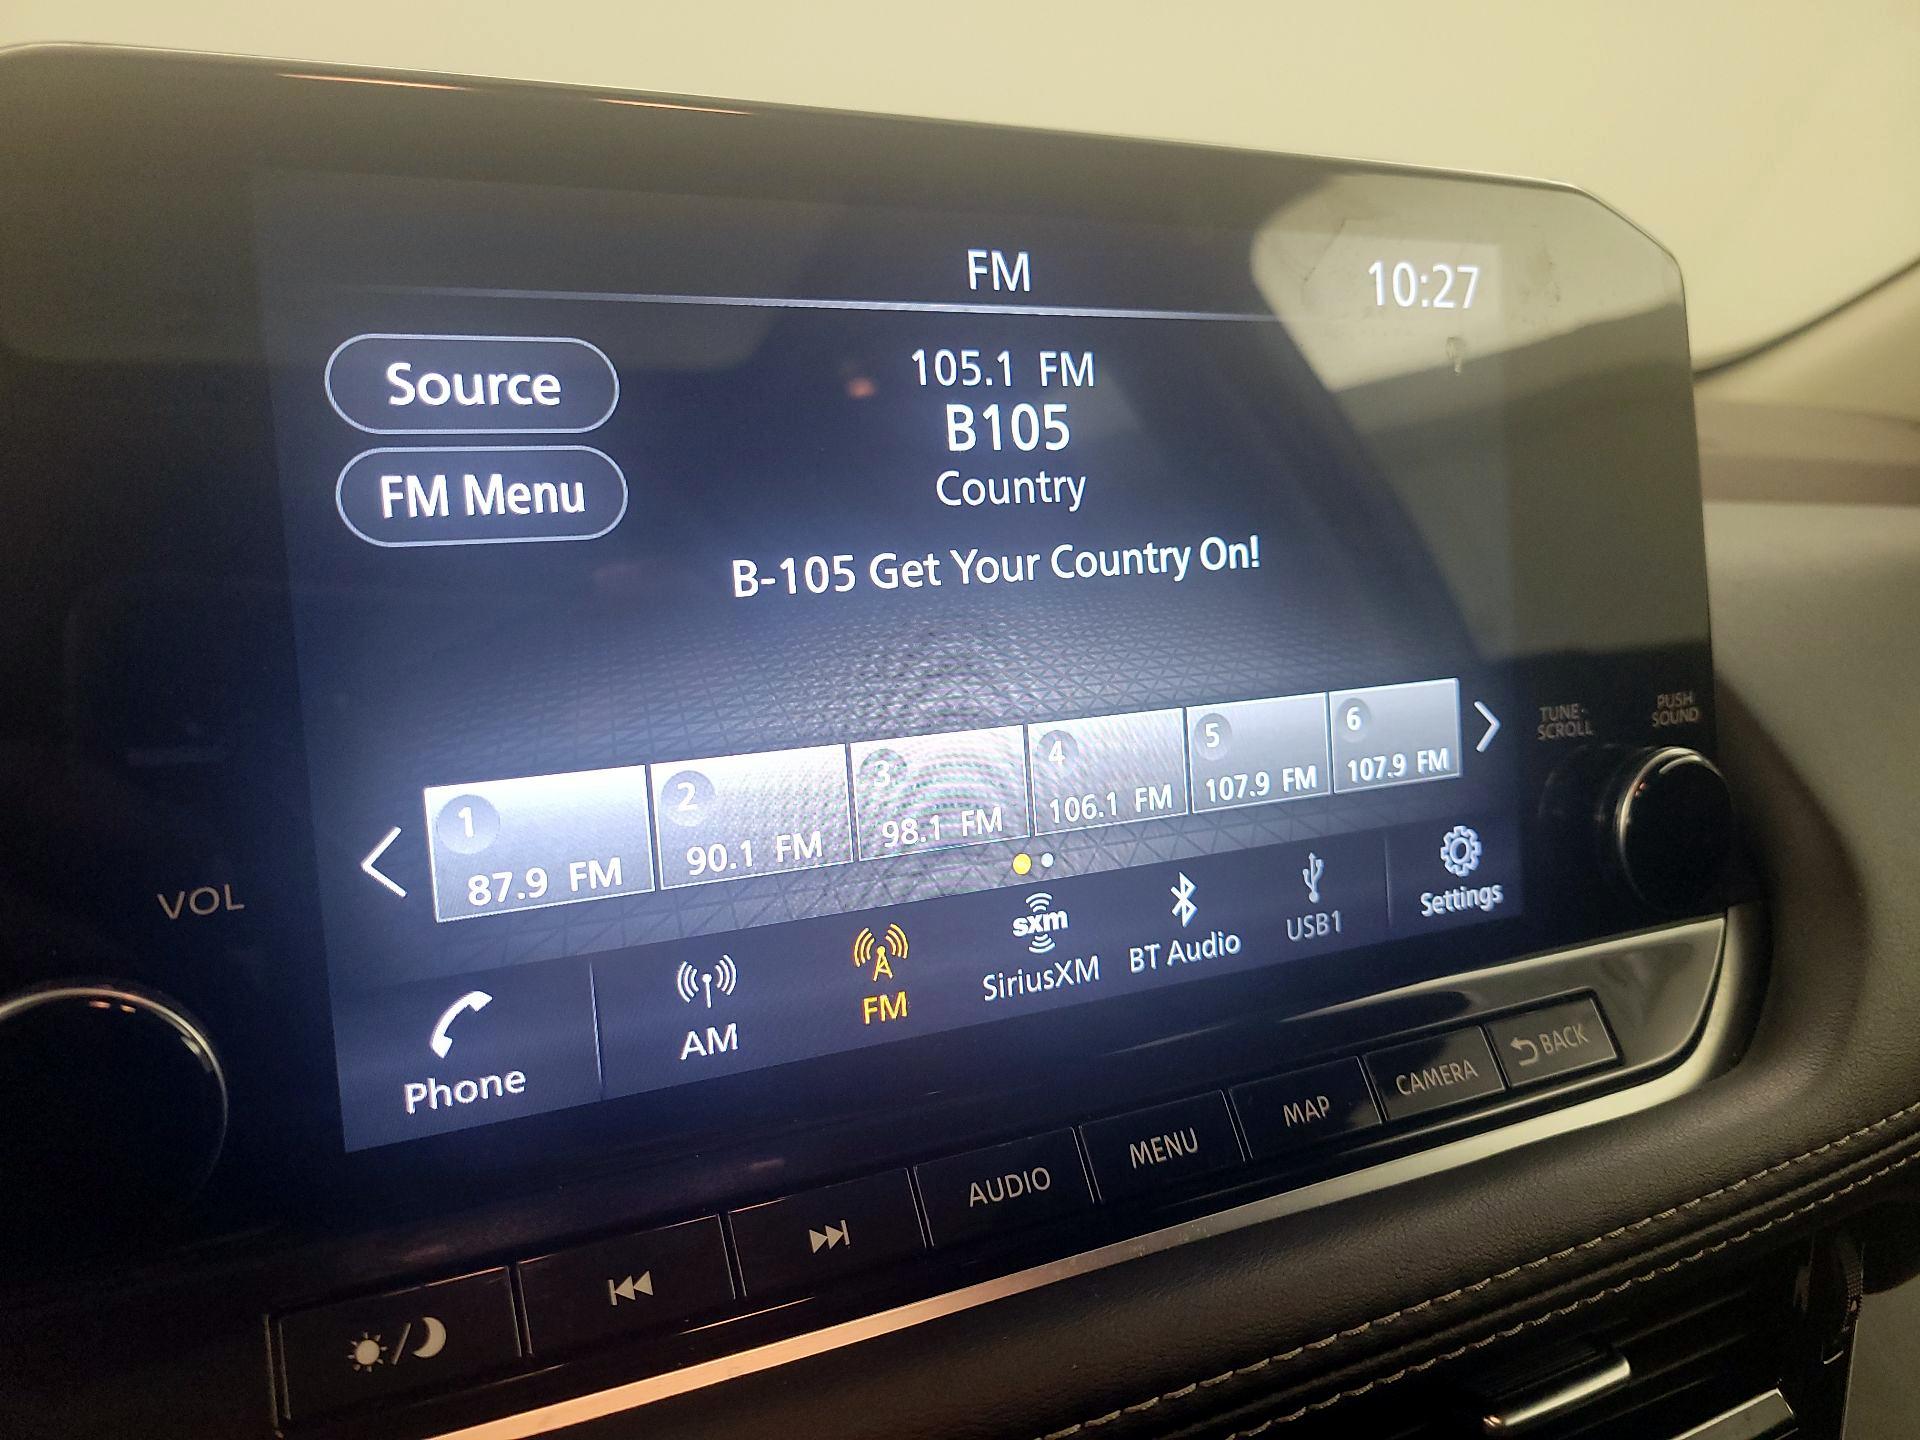 FM
10:27
Source
105.1 FM
B105
FM Menu
Country
B-105 Get Your Country On!
1
87.9 FM
2
90.1 FM
3
98.1 FM
4
106.1 FM
5
107.9 FM
6
107.9 FM
TUNE·
SCROLL
PUSH
SOUND
VOL
Phone
AM
FM
sxm
SiriusXM
BT Audio
USB1
Settings
AUDIO
MENU
MAP
CAMERA
BACK